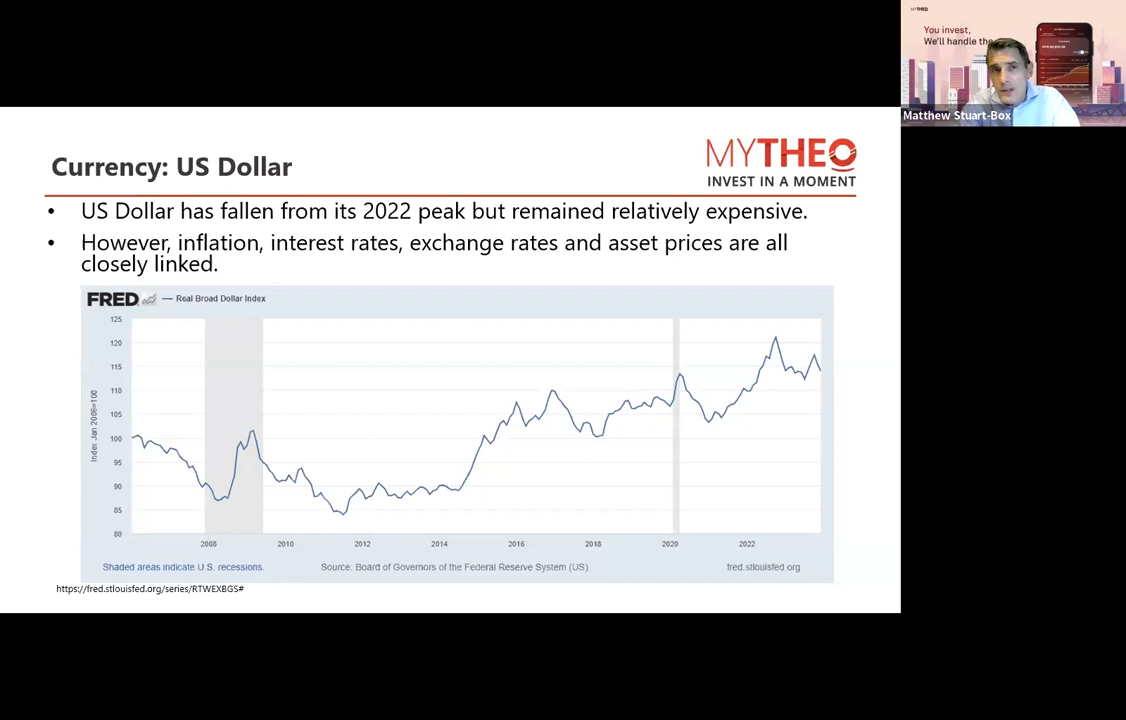 MYTHEO
You invest,
We'll handle the
Matthew Stuart-Box
Currency: US Dollar
MYTHEO
INVEST IN A MOMENT
• US Dollar has fallen from its 2022 peak but remained relatively expensive.
• However, inflation, interest rates, exchange rates and asset prices are all
closely linked.
FRED — Real Broad Dollar Index
125
120
115
110
105
100
95
90
85
80
Index Jan 2006=100
2008 2010 2012 2014 2016 2018 2020 2022
Shaded areas indicate U.S. recessions. Source: Board of Governors of the Federal Reserve System (US) fred.stlouisfed.org
https://fred.stlouisfed.org/series/RTWEXBGS#